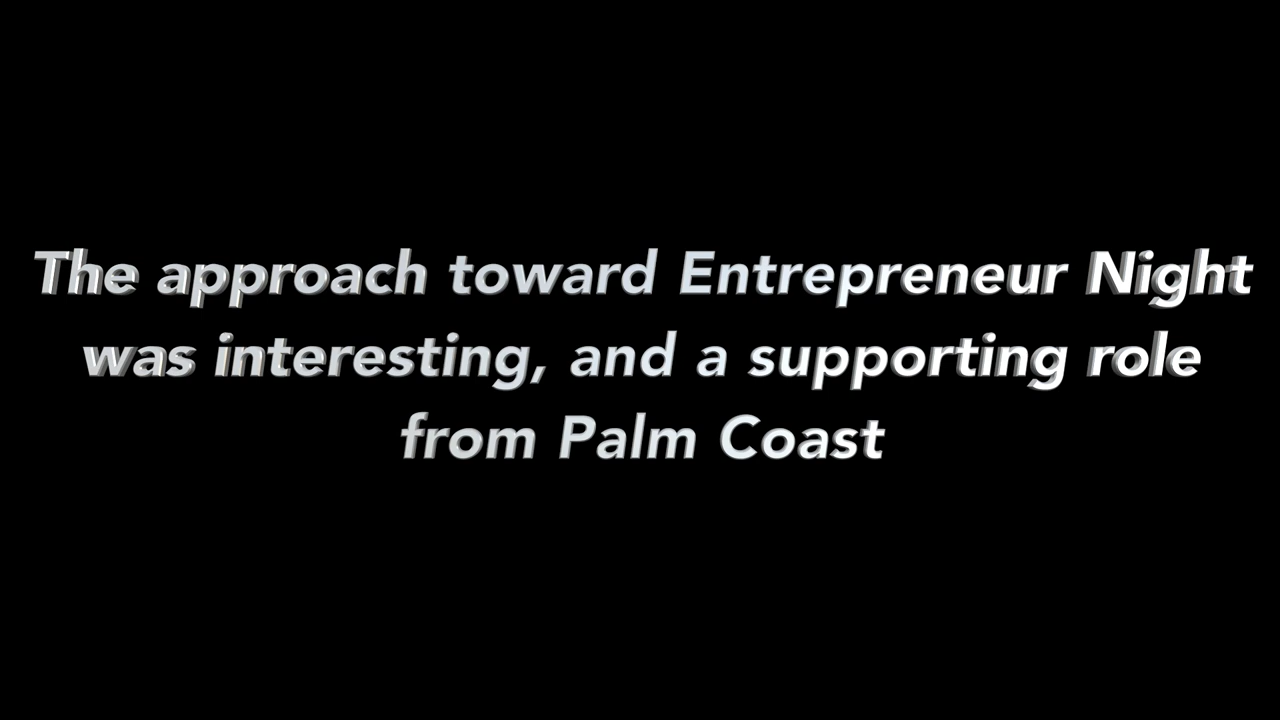 The approach toward Entrepreneur Night
was interesting, and a supporting role
from Palm Coast